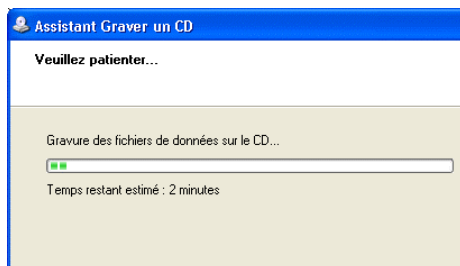 Assistant Graver un CD
Veuillez patienter...
Gravure des fichiers de données sur le CD...
Temps restant estimé : 2 minutes